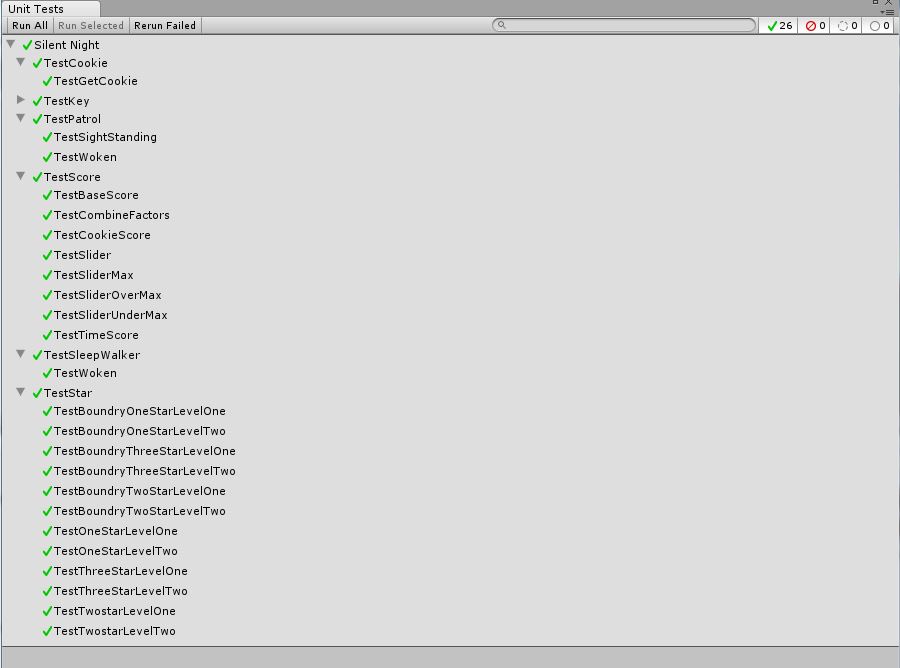 Unit Tests
Run All Run Selected Rerun Failed 26 0 0 0
Silent Night
TestCookie
TestGetCookie
TestKey
TestPatrol
TestSightStanding
TestWoken
TestScore
TestBaseScore
TestCombineFactors
TestCookieScore
TestSlider
TestSliderMax
TestSliderOverMax
TestSliderUnderMax
TestTimeScore
TestSleepWalker
TestWoken
TestStar
TestBoundryOneStarLevelOne
TestBoundryOneStarLevelTwo
TestBoundryThreeStarLevelOne
TestBoundryThreeStarLevelTwo
TestBoundryTwoStarLevelOne
TestBoundryTwoStarLevelTwo
TestOneStarLevelOne
TestOneStarLevelTwo
TestThreeStarLevelOne
TestThreeStarLevelTwo
TestTwostarLevelOne
TestTwostarLevelTwo